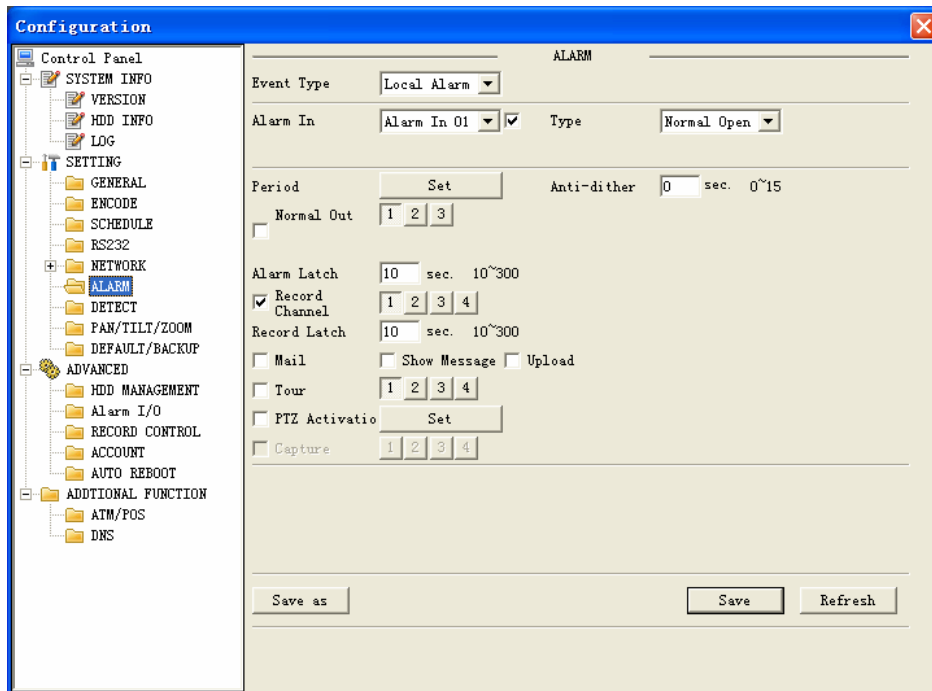 Configuration
Control Panel
SYSTEM INFO
VERSION
HDD INFO
LOG
SETTING
GENERAL
ENCODE
SCHEDULE
RS232
NETWORK
ALARM
DETECT
PAN/TILT/ZOOM
DEFAULT/BACKUP
ADVANCED
HDD MANAGEMENT
Alarm I/O
RECORD CONTROL
ACCOUNT
AUTO REBOOT
ADDTIONAL FUNCTION
ATM/POS
DNS
ALARM
Event Type Local Alarm
Alarm In Alarm In 01 Type Normal Open
Period Set Anti-dither 0 sec. 0~15
Normal Out 1 2 3
Alarm Latch 10 sec. 10~300
Record Channel 1 2 3 4
Record Latch 10 sec. 10~300
Mail Show Message Upload
Tour 1 2 3 4
PTZ Activatio Set
Capture 1 2 3 4
Save as Save Refresh